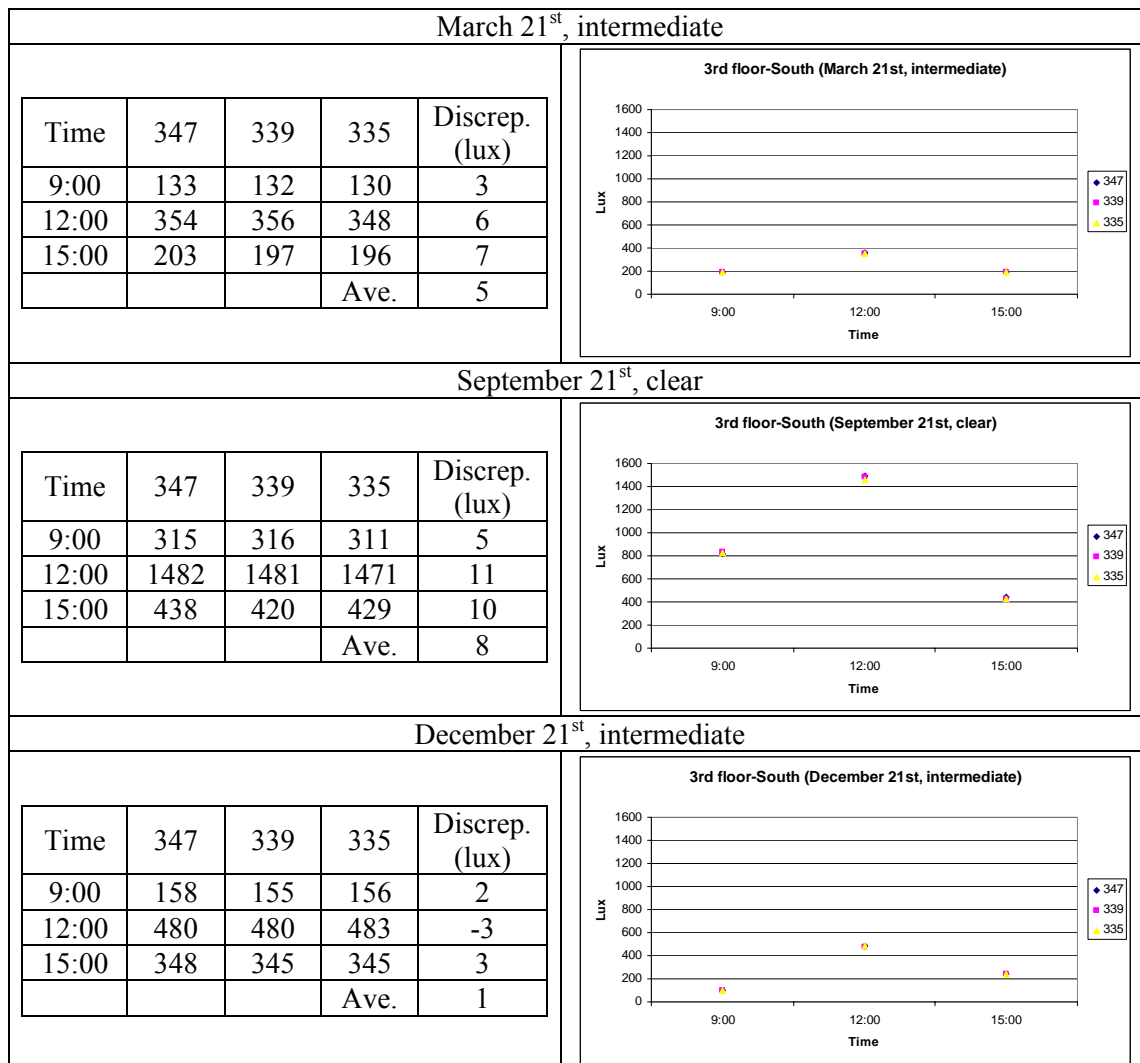 March 21st, intermediate
Time 347 339 335 Discrep. (lux)
9:00 133 132 130 3
12:00 354 356 348 6
15:00 203 197 196 7
Ave. 5
3rd floor-South (March 21st, intermediate)
1600
1400
1200
1000
800
600
400
200
0
Lux
9:00 12:00 15:00
Time
347
339
335
September 21st, clear
Time 347 339 335 Discrep. (lux)
9:00 315 316 311 5
12:00 1482 1481 1471 11
15:00 438 420 429 10
Ave. 8
3rd floor-South (September 21st, clear)
1600
1400
1200
1000
800
600
400
200
0
Lux
9:00 12:00 15:00
Time
347
339
335
December 21st, intermediate
Time 347 339 335 Discrep. (lux)
9:00 158 155 156 2
12:00 480 480 483 -3
15:00 348 345 345 3
Ave. 1
3rd floor-South (December 21st, intermediate)
1600
1400
1200
1000
800
600
400
200
0
Lux
9:00 12:00 15:00
Time
347
339
335